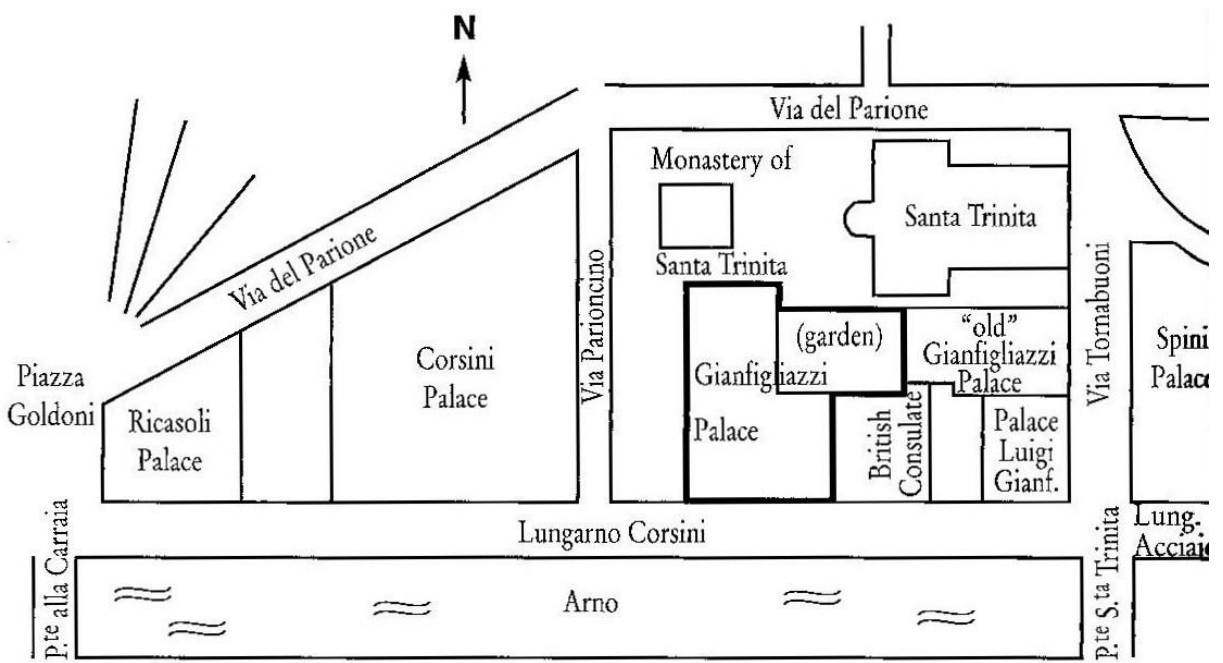 N
Via del Parione
Monastery of
Santa Trinita
Santa Trinita
Via del Parione
Via Parioncino
"old"
Gianfigliazzi
Palace
(garden)
Gianfigliazzi
Palace
Via Tornabuoni
Spini
Palace
Corsini
Palace
Piazza
Goldoni
Ricasoli
Palace
British
Consulate
Palace
Luigi
Gianf.
Lungarno Corsini
Lung.
Acciaio
P.te alla Carraia
Arno
P.te S.ta Trinita